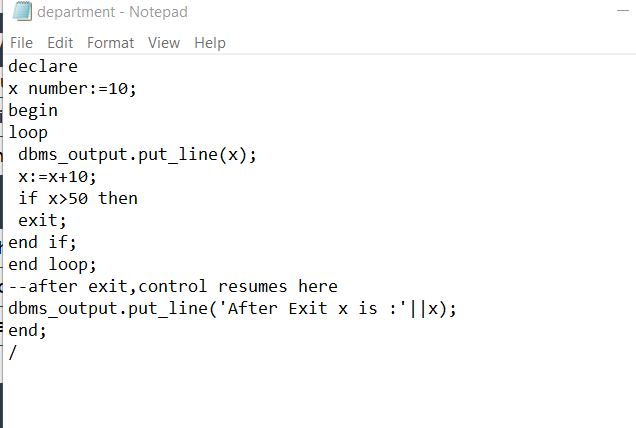 department - Notepad
File Edit Format View Help
declare
x number:=10;
begin
loop
 dbms_output.put_line(x);
 x:=x+10;
 if x>50 then
 exit;
end if;
end loop;
--after exit,control resumes here
dbms_output.put_line('After Exit x is :'||x);
end;
/